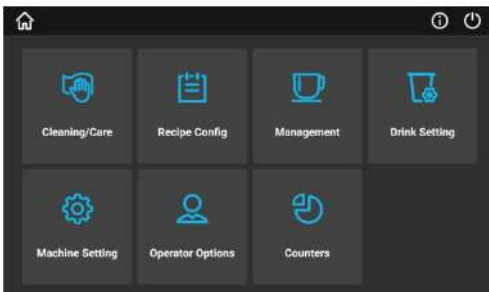 Cleaning/Care
Recipe Config
Management
Drink Setting
Machine Setting
Operator Options
Counters